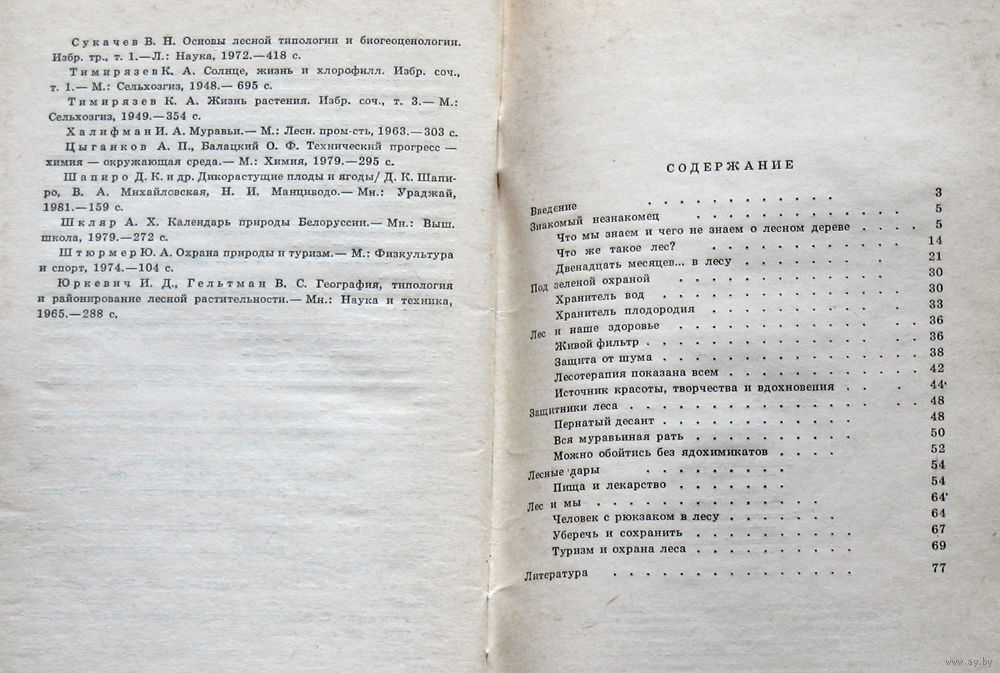 Сукачев В. Н. Основы лесной типологии и биогеоценологии.
Избр. тр., т. 1.—Л.: Наука, 1972.—418 с.
Тимирязев К. А. Солнце, жизнь и хлорофилл. Избр. соч.,
т. 1.— М.: Сельхозгиз, 1948.— 695 с.
Тимирязев К. А. Жизнь растения. Избр. соч., т. 3.— М.:
Сельхозгиз, 1949.—354 с.
Халифман И. А. Муравьи.— М.: Лесн. пром-сть, 1963.—303 с.
Цыганков А. П., Балацкий О. Ф. Технический прогресс —
химия — окружающая среда.— М.: Химия, 1979.—295 с.
Шапиро Д. К. и др. Дикорастущие плоды и ягоды/ Д. К. Шапи-
ро, В. А. Михайловская, Н. И. Манциводо.— Мн.: Ураджай,
1981.—159 с.
Шкляр А. Х. Календарь природы Белоруссии.— Мн.: Выш.
школа, 1979.—272 с.
Штюрмер Ю. А. Охрана природы и туризм.— М.: Физкультура
и спорт, 1974.—104 с.
Юркевич И. Д., Гельтман В. С. География, типология
и районирование лесной растительности.— Мн.: Наука и техника,
1965.—288 с.
СОДЕРЖАНИЕ
Введение 3
Знакомый незнакомец 5
Что мы знаем и чего не знаем о лесном дереве 5
Что же такое лес? 14
Двенадцать месяцев... в лесу 21
Под зеленой охраной 30
Хранитель вод 30
Хранитель плодородия 33
Лес и наше здоровье 36
Живой фильтр 36
Защита от шума 38
Лесотерапия показана всем 42
Источник красоты, творчества и вдохновения 44
Защитники леса 48
Пернатый десант 48
Вся муравьиная рать 50
Можно обойтись без ядохимикатов 52
Лесные дары 54
Пища и лекарство 54
Лес и мы 64
Человек с рюкзаком в лесу 64
Уберечь и сохранить 67
Туризм и охрана леса 69
Литература 77
www.ay.by